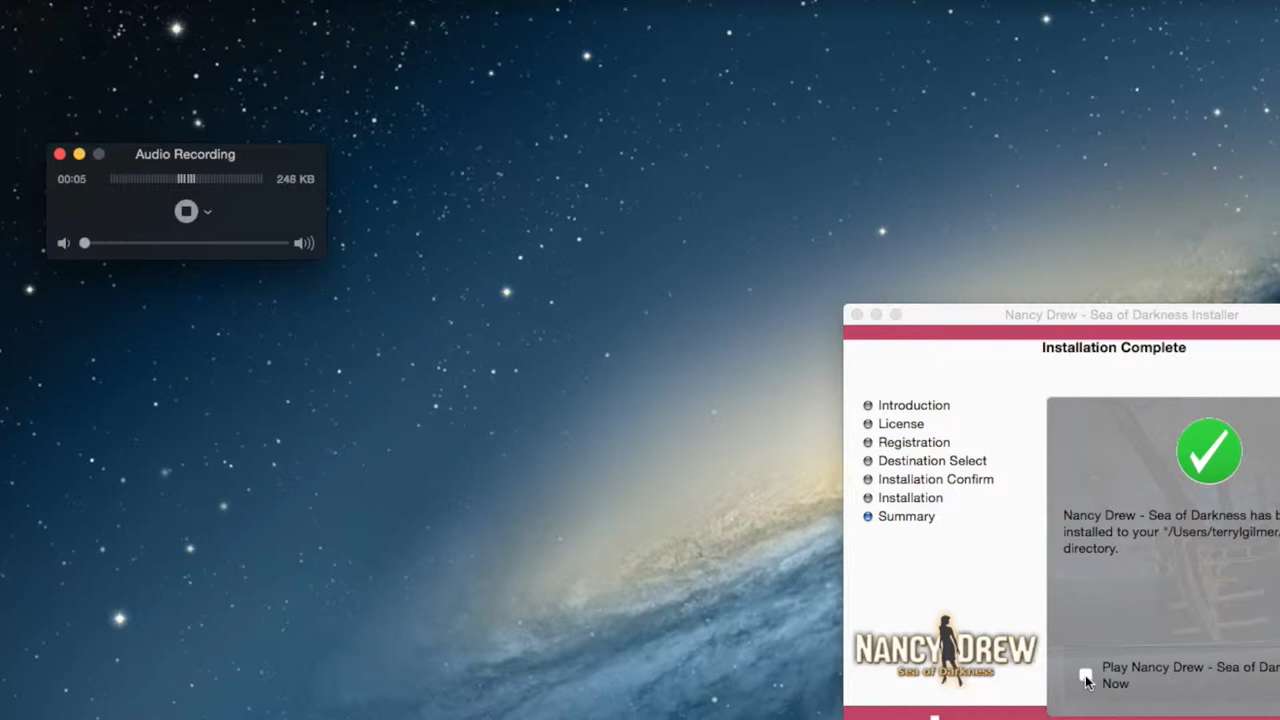 Audio Recording
00:05
248 KB
Nancy Drew - Sea of Darkness Installer
Installation Complete
Introduction
License
Registration
Destination Select
Installation Confirm
Installation
Summary
Nancy Drew - Sea of Darkness has
installed to your "/Users/terrylgilmer/
directory.
NANCY DREW
Sea of Darkness
Play Nancy Drew - Sea of
Now